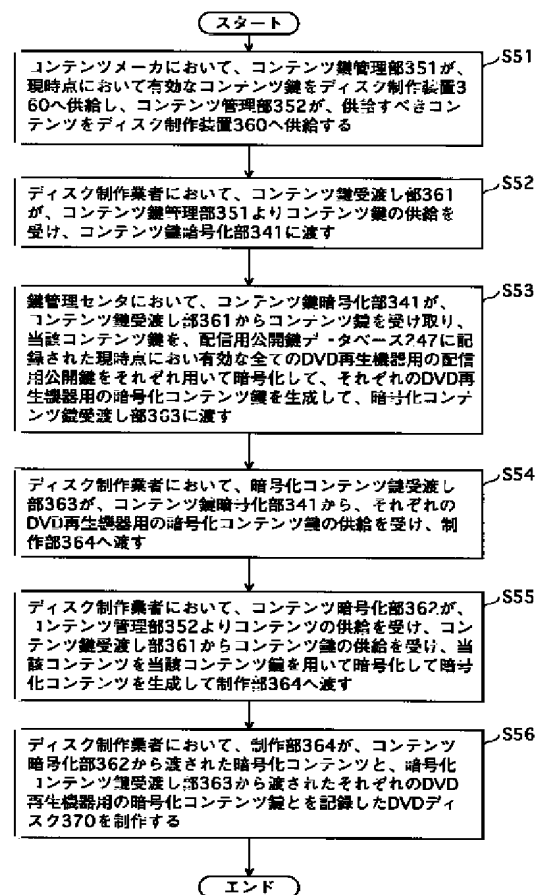 スタート
S51
コンテンツメーカにおいて、コンテンツ鍵管理部351が、
現時点において有効なコンテンツ鍵をディスク制作装置3
60へ供給し、コンテンツ管理部352が、供給すべきコン
テンツをディスク制作装置360へ供給する
S52
ディスク制作業者において、コンテンツ鍵受渡し部361
が、コンテンツ鍵管理部351よりコンテンツ鍵の供給を
受け、コンテンツ鍵暗号化部341に渡す
S53
鍵管理センタにおいて、コンテンツ鍵暗号化部341が、
コンテンツ鍵受渡し部361からコンテンツ鍵を受け取り、
当該コンテンツ鍵を、配信用公開鍵データベース247に記
録された現時点におい有効な全てのDVD再生機器用の配信
用公開鍵をそれぞれ用いて暗号化して、それぞれのDVD再
生機器用の暗号化コンテンツ鍵を生成して、暗号化コンテ
ンツ鍵受渡し部363に渡す
S54
ディスク制作業者において、暗号化コンテンツ鍵受渡し
部363が、コンテンツ鍵暗号化部341から、それぞれの
DVD再生機器用の暗号化コンテンツ鍵の供給を受け、制
作部364へ渡す
S55
ディスク制作業者において、コンテンツ暗号化部362が、
コンテンツ管理部352よりコンテンツの供給を受け、コン
テンツ鍵受渡し部361からコンテンツ鍵の供給を受け、当
該コンテンツを当該コンテンツ鍵を用いて暗号化して暗号
化コンテンツを生成して制作部364へ渡す
S56
ディスク制作業者において、制作部364が、コンテンツ
暗号化部362から渡された暗号化コンテンツと、暗号化
コンテンツ鍵受渡し部363から渡されたそれぞれのDVD
再生機器用の暗号化コンテンツ鍵とを記録したDVDディ
スク370を制作する
エンド